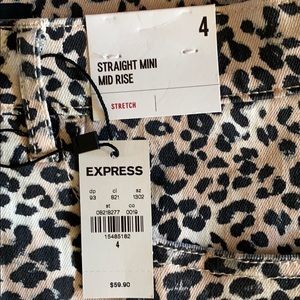 4
STRAIGHT MINI
MID RISE
STRETCH
EXPRESS
dp cl sz
93 821 1302
st co
08218277 0019
15485182
4
$59.90